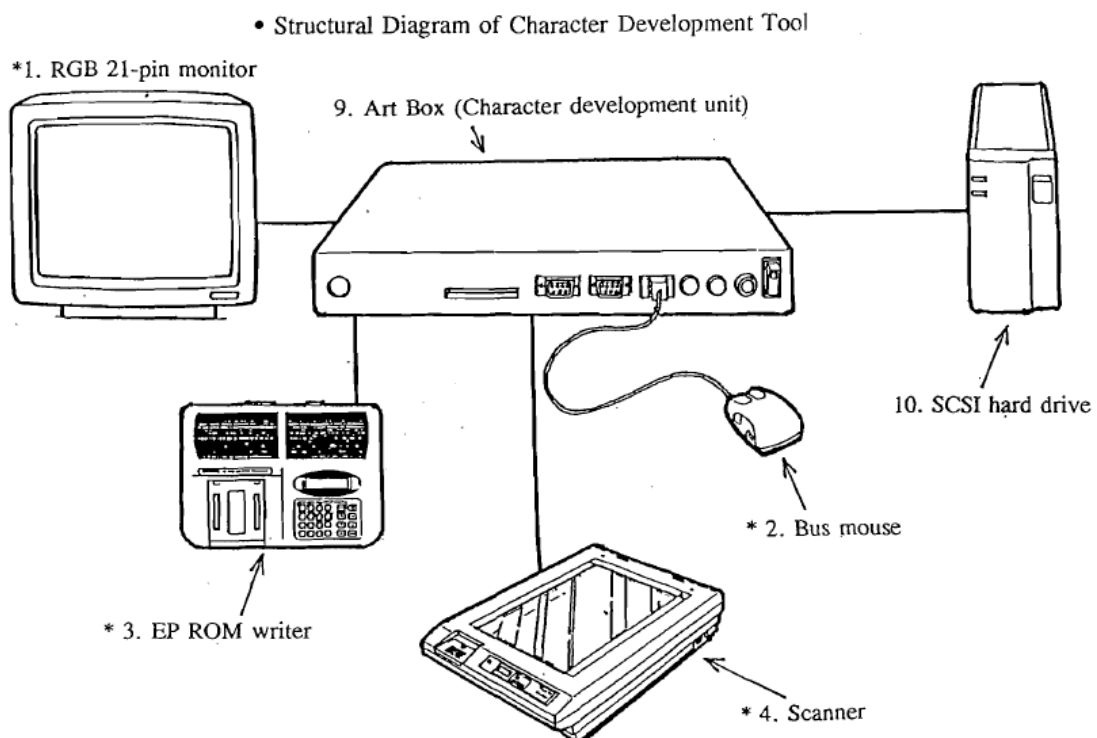 • Structural Diagram of Character Development Tool
*1. RGB 21-pin monitor
9. Art Box (Character development unit)
10. SCSI hard drive
* 2. Bus mouse
* 3. EP ROM writer
* 4. Scanner